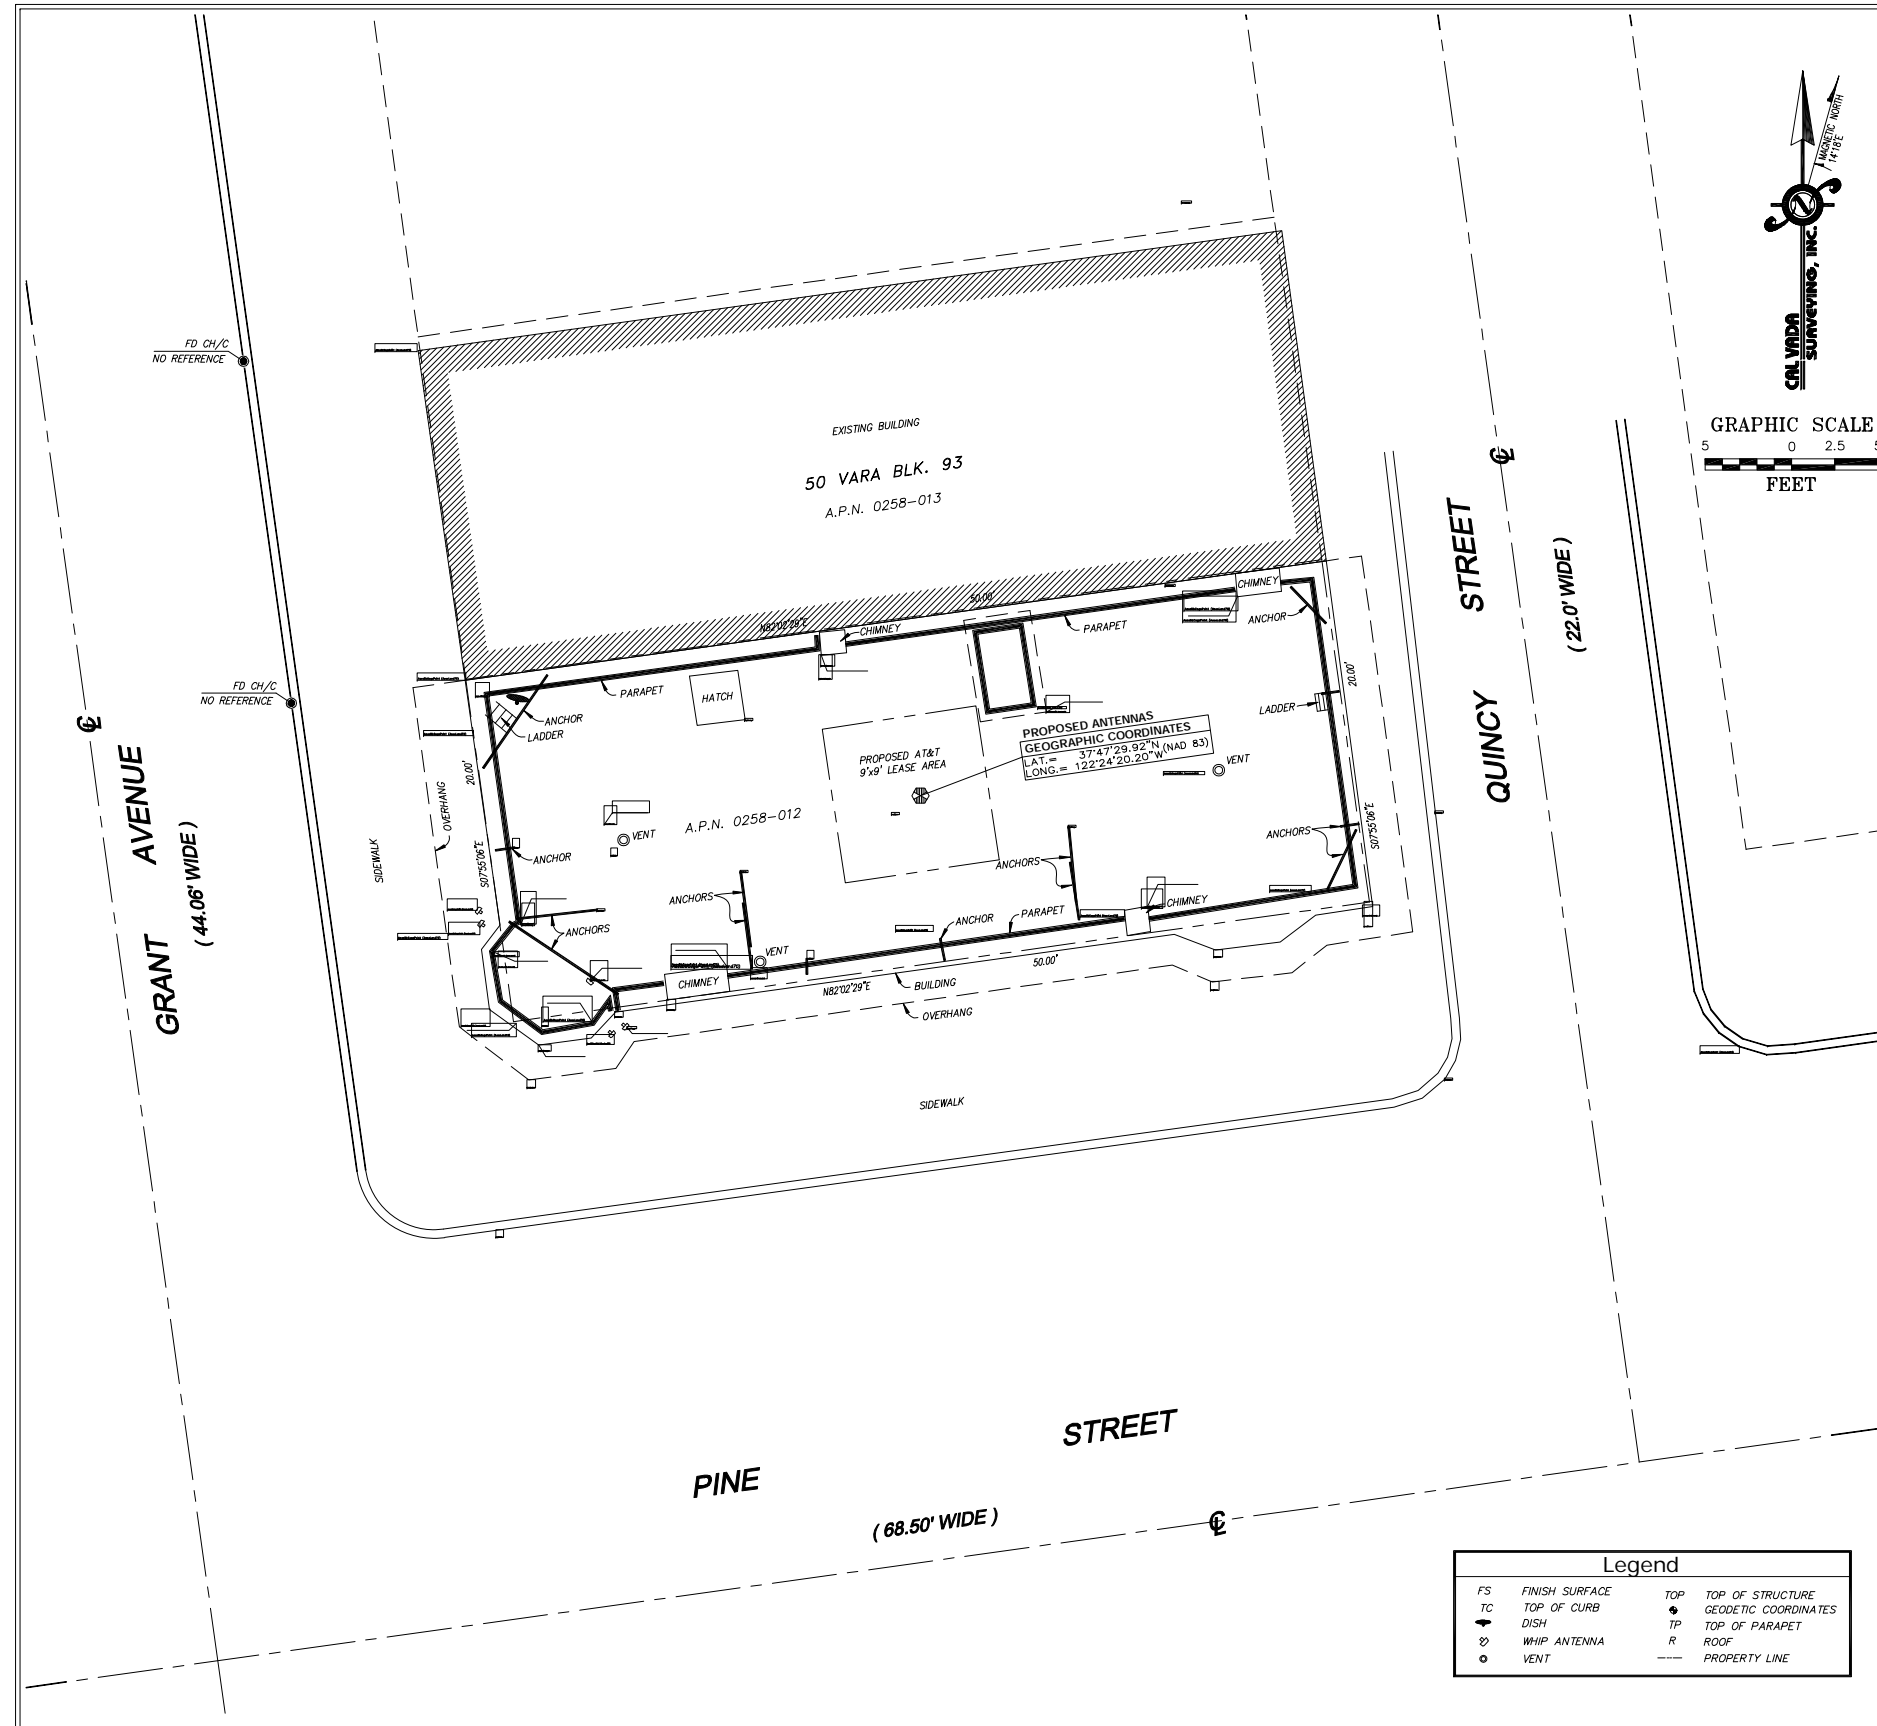 MAGNETIC NORTH
14°18'E
CAL VADA
SURVEYING, INC.
GRAPHIC SCALE
5 0 2.5
FEET
FD CH/C
NO REFERENCE
EXISTING BUILDING
50 VARA BLK. 93
A.P.N. 0258-013
STREET
( 22.0' WIDE )
QUINCY
FD CH/C
NO REFERENCE
50.00'
N82°02'29"E
CHIMNEY
CHIMNEY
PARAPET
ANCHOR
PARAPET
HATCH
ANCHOR
LADDER
20.00'
LADDER
20.00'
PROPOSED AT&T
9'x9' LEASE AREA
PROPOSED ANTENNAS
GEOGRAPHIC COORDINATES
LAT.= 37°47'29.92"N
LONG.= 122°24'20.20"W
(NAD 83)
VENT
AVENUE
( 44.06' WIDE )
GRANT
SIDEWALK
OVERHANG
S07°55'06"E
VENT
A.P.N. 0258-012
ANCHOR
ANCHORS
S07°55'06"E
ANCHORS
ANCHORS
CHIMNEY
ANCHORS
ANCHOR
PARAPET
VENT
CHIMNEY
50.00'
N82°02'29"E
BUILDING
OVERHANG
SIDEWALK
PINE
STREET
( 68.50' WIDE )
Legend
FS FINISH SURFACE
TC TOP OF CURB
DISH
WHIP ANTENNA
VENT
TOP TOP OF STRUCTURE
GEODETIC COORDINATES
TP TOP OF PARAPET
R ROOF
PROPERTY LINE